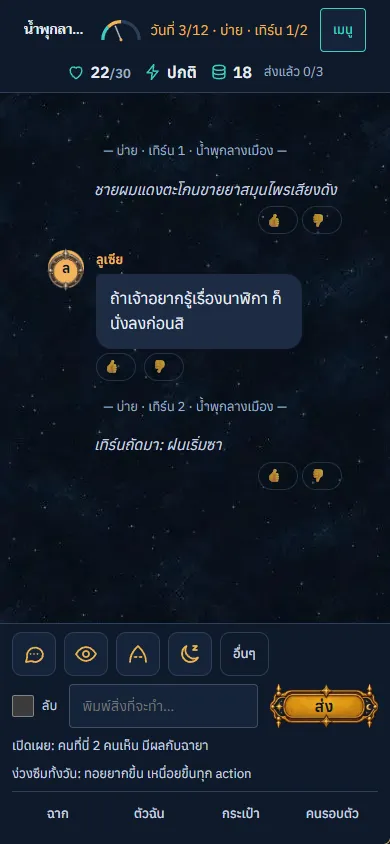 น้ำพุกลา... วันที่ 3/12 · บ่าย · เทิร์น 1/2 เมนู
22/30 ปกติ 18 ส่งแล้ว 0/3
— บ่าย · เทิร์น 1 · น้ำพุกลางเมือง —
ชายผมแดงตะโกนขายยาสมุนไพรเสียงดัง
ล ลูเซีย
ถ้าเจ้าอยากรู้เรื่องนาฬิกา ก็
นั่งลงก่อนสิ
— บ่าย · เทิร์น 2 · น้ำพุกลางเมือง —
เทิร์นถัดมา: ฝนเริ่มซา
อื่นๆ
ลับ พิมพ์สิ่งที่จะทำ... ส่ง
เปิดเผย: คนที่นี่ 2 คนเห็น มีผลกับฉายา
ง่วงซึมทั้งวัน: ทอยยากขึ้น เหนื่อยขึ้นทุก action
ฉาก ตัวฉัน กระเป๋า คนรอบตัว